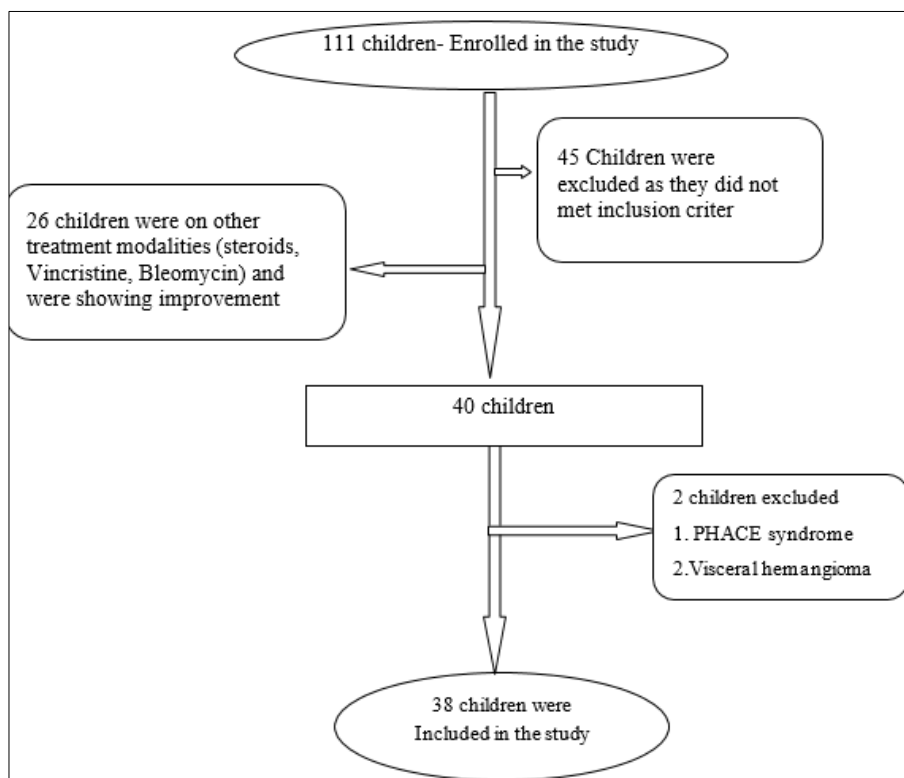 111 children- Enrolled in the study
45 Children were
excluded as they did not
met inclusion criter
26 children were on other
treatment modalities (steroids,
Vincristine, Bleomycin) and
were showing improvement
40 children
2 children excluded
1. PHACE syndrome
2.Visceral hemangioma
38 children were
Included in the study